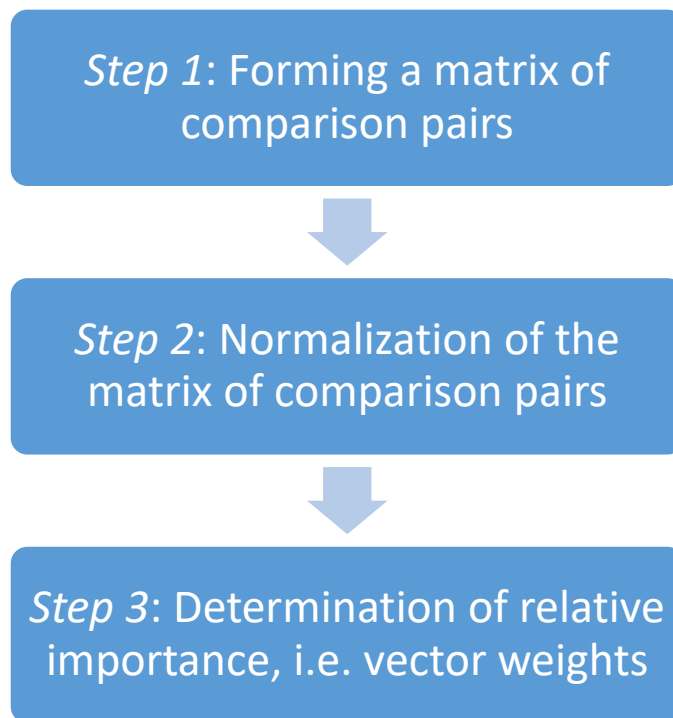 Step 1: Forming a matrix of
comparison pairs
Step 2: Normalization of the
matrix of comparison pairs
Step 3: Determination of relative
importance, i.e. vector weights